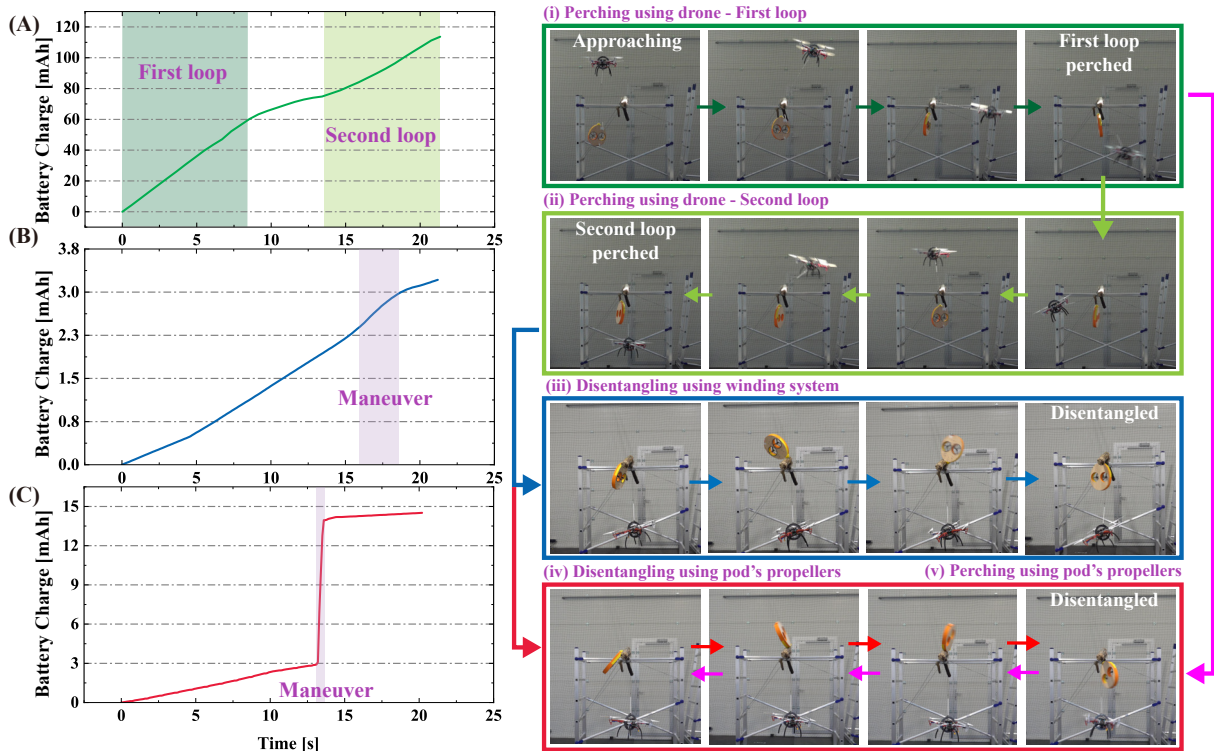 (A)
Battery Charge [mAh]
120
100
80
60
40
20
0
First loop
Second loop
0 5 10 15 20 25
(B)
Battery Charge [mAh]
3.8
3.0
2.3
1.5
0.8
0.0
Maneuver
0 5 10 15 20 25
(C)
Battery Charge [mAh]
15
12
9
6
3
0
Maneuver
0 5 10 15 20 25
Time [s]
(i) Perching using drone - First loop
Approaching
First loop
perched
(ii) Perching using drone - Second loop
Second loop
perched
(iii) Disentangling using winding system
Disentangled
(iv) Disentangling using pod's propellers
(v) Perching using pod's propellers
Disentangled